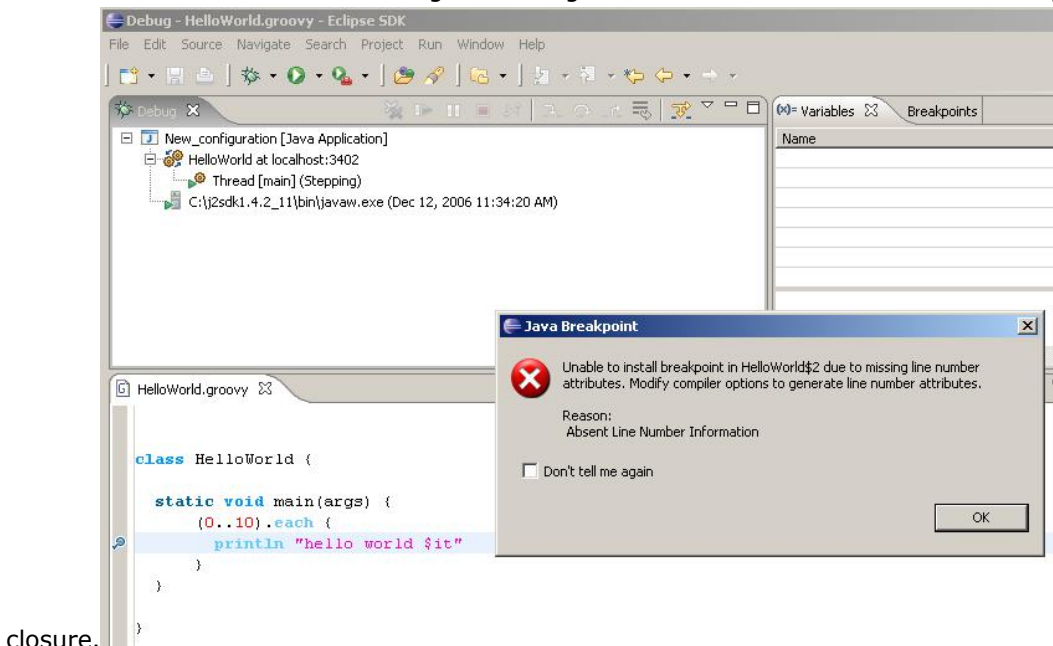 Debug - HelloWorld.groovy - Eclipse SDK
File Edit Source Navigate Search Project Run Window Help
Debug
(x)= Variables Breakpoints
New_configuration [Java Application]
Name
HelloWorld at localhost:3402
Thread [main] (Stepping)
C:\j2sdk1.4.2_11\bin\javaw.exe (Dec 12, 2006 11:34:20 AM)
Java Breakpoint
Unable to install breakpoint in HelloWorld$2 due to missing line number
attributes. Modify compiler options to generate line number attributes.
Reason:
Absent Line Number Information
Don't tell me again
OK
HelloWorld.groovy
class HelloWorld {
static void main(args) {
(0..10).each {
println "hello world $it"
}
}
}
closure.